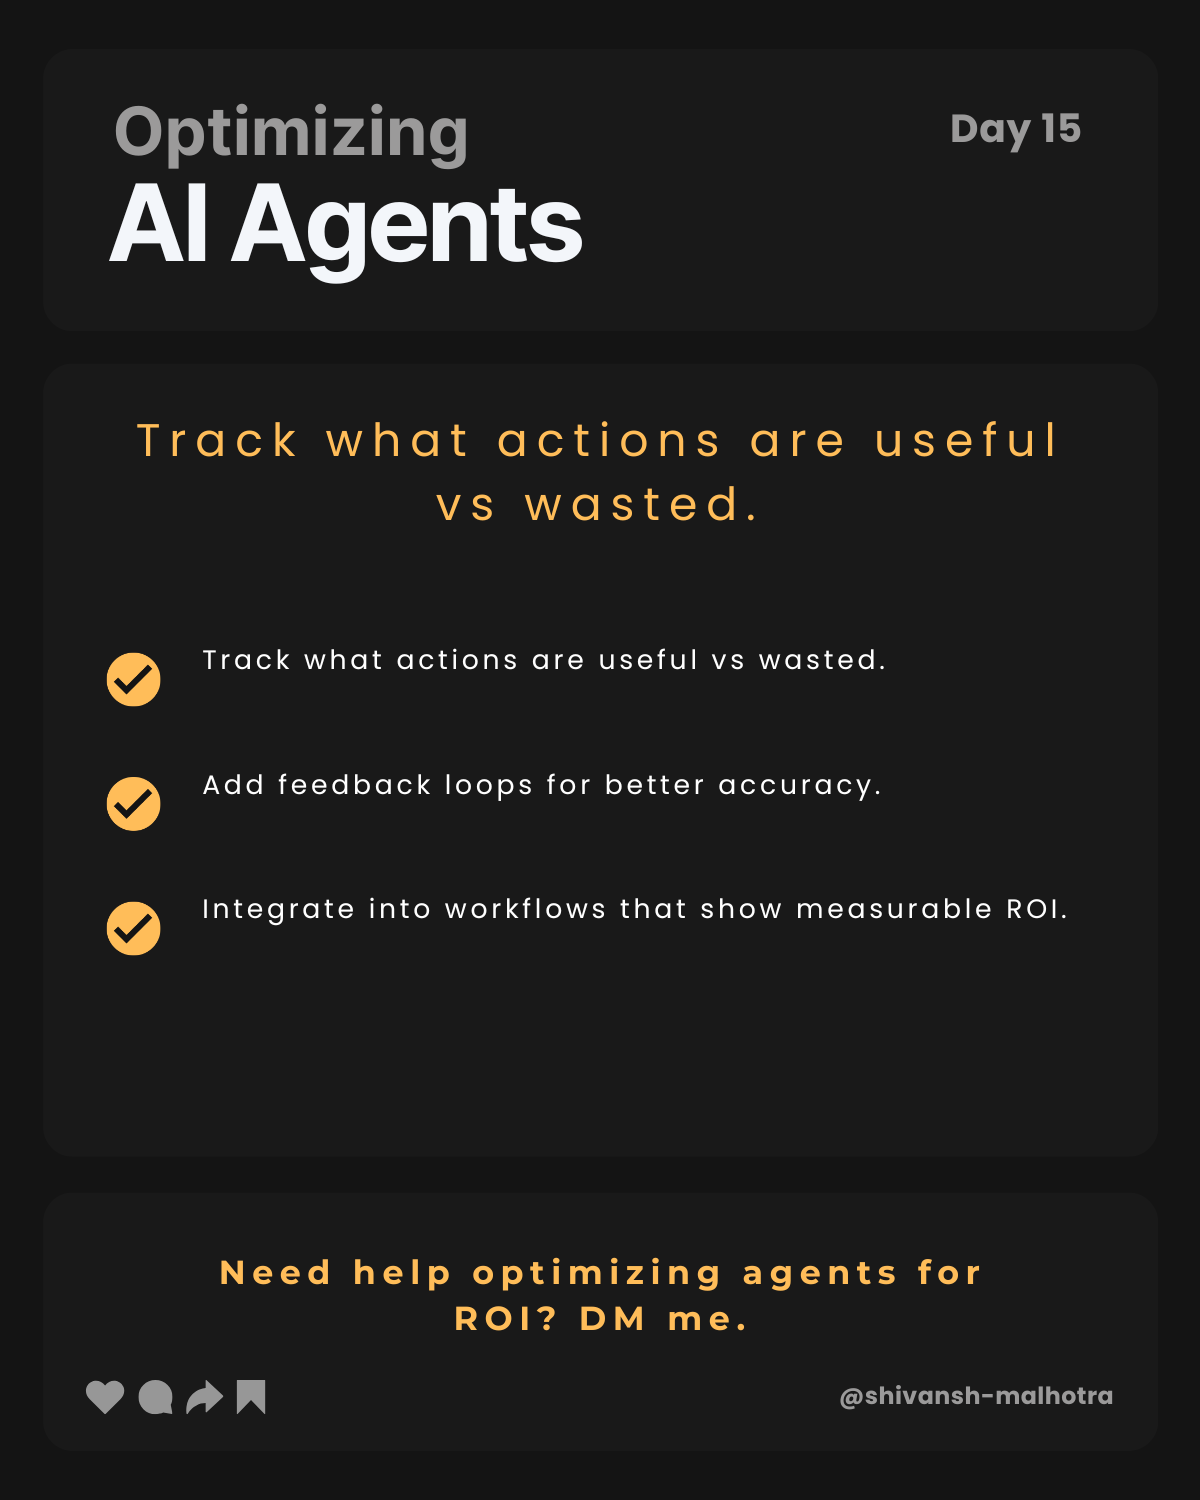 Optimizing
Day 15
AI Agents
Track what actions are useful
vs wasted.
Track what actions are useful vs wasted.
Add feedback loops for better accuracy.
Integrate into workflows that show measurable ROI.
Need help optimizing agents for
ROI? DM me.
@shivansh-malhotra